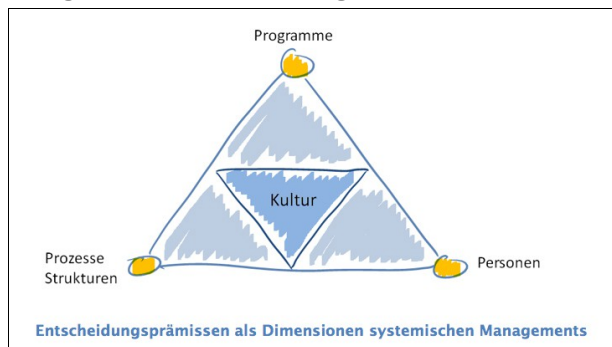 Programme
Kultur
Prozesse
Strukturen
Personen
Entscheidungsprämissen als Dimensionen systemischen Managements